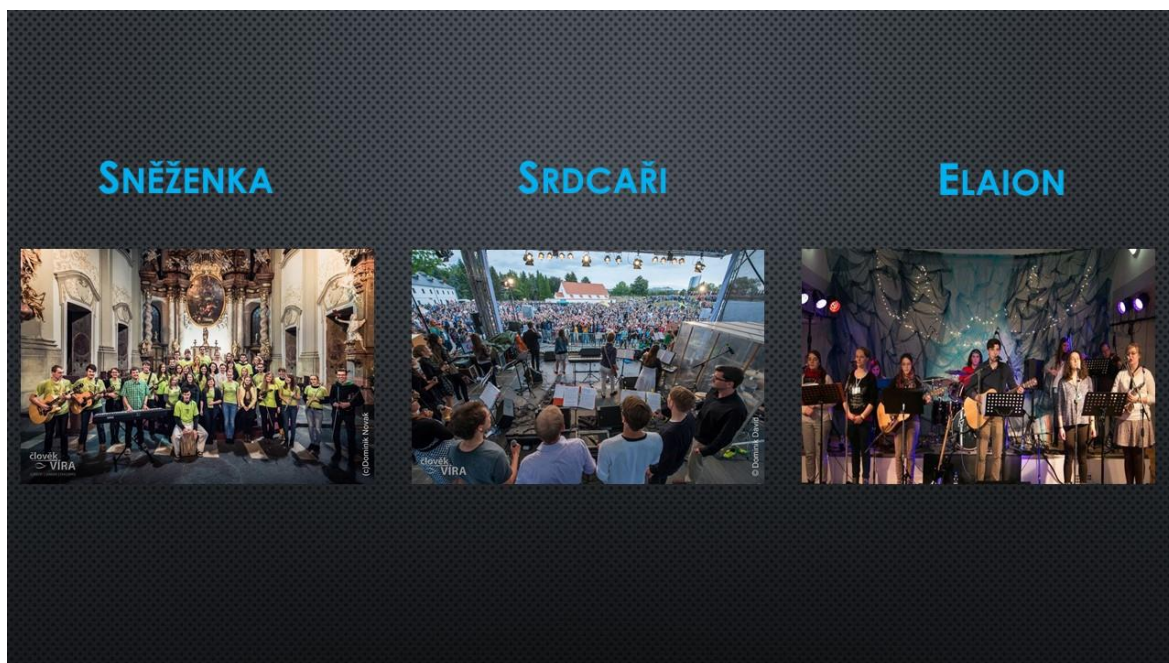 Sněženka
Srdcaři
Elaion
člověk
VÍRA
(c)Dominik Novák
člověk
VÍRA
© Dominik David